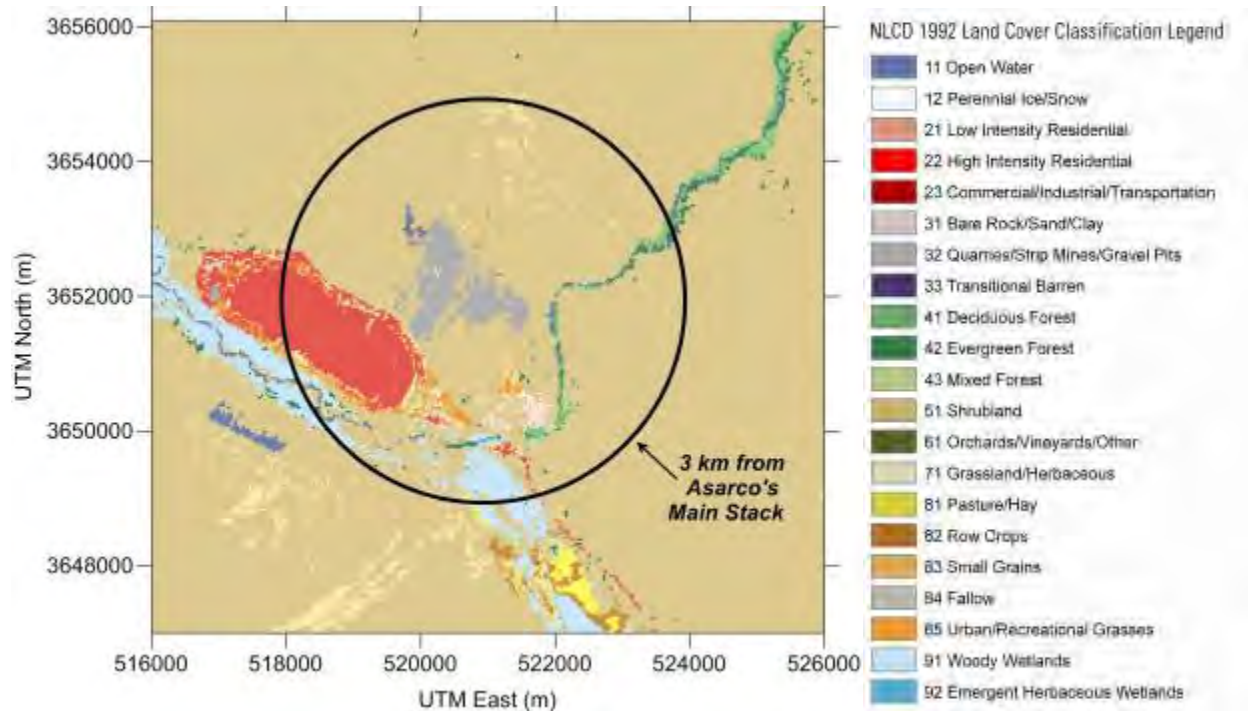 3656000
3654000
3652000
3650000
3648000
UTM North (m)
516000 518000 520000 522000 524000 526000
UTM East (m)
3 km from
Asarco's
Main Stack
NLCD 1992 Land Cover Classification Legend
11 Open Water
12 Perennial Ice/Snow
21 Low Intensity Residential
22 High Intensity Residential
23 Commercial/Industrial/Transportation
31 Bare Rock/Sand/Clay
32 Quarries/Strip Mines/Gravel Pits
33 Transitional Barren
41 Deciduous Forest
42 Evergreen Forest
43 Mixed Forest
51 Shrubland
61 Orchards/Vineyards/Other
71 Grassland/Herbaceous
81 Pasture/Hay
82 Row Crops
83 Small Grains
84 Fallow
85 Urban/Recreational Grasses
91 Woody Wetlands
92 Emergent Herbaceous Wetlands